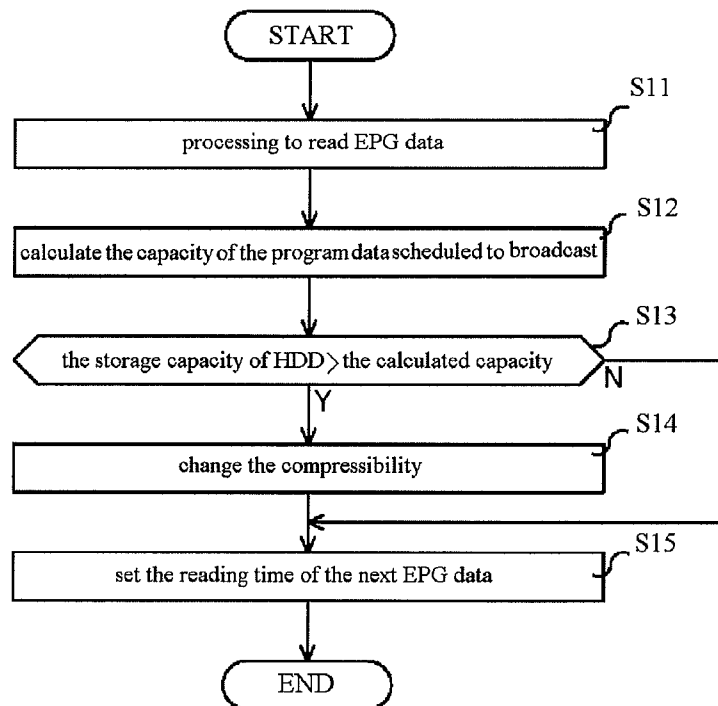 START
S11
processing to read EPG data
S12
calculate the capacity of the program data scheduled to broadcast
S13
the storage capacity of HDD > the calculated capacity
N
Y
S14
change the compressibility
S15
set the reading time of the next EPG data
END